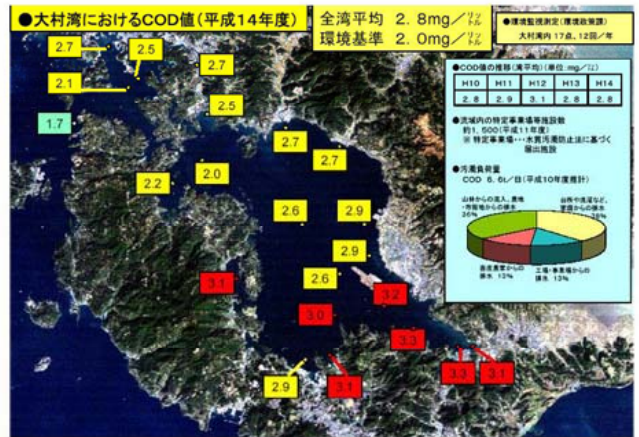 ●大村湾におけるCOD値(平成14年度)
全湾平均 2.8mg/㍑
環境基準 2.0mg/㍑
●環境監視測定(環境政策課)
大村湾内 17点、12回/年
2.7
2.5
2.7
2.1
2.5
1.7
2.7
2.7
2.0
2.2
2.6
2.9
2.9
2.6
3.1
3.2
3.0
3.3
3.3
3.1
2.9
3.1
●COD値の推移(湾平均)(単位:mg/㍑)
H10 H11 H12 H13 H14
2.8 2.9 3.1 2.8 2.8
●流域内の特定事業場等施設数
約1,500(平成11年度)
※ 特定事業場・・・水質汚濁防止法に基づく
届出施設
●汚濁負荷量
COD 6.6t/日(平成10年度推計)
山林からの流入、農地
・市街地からの排水
36%
台所や洗濯など、
家庭からの排水
38%
畜産農家からの
排水 13%
工場・事業場からの
排水 13%